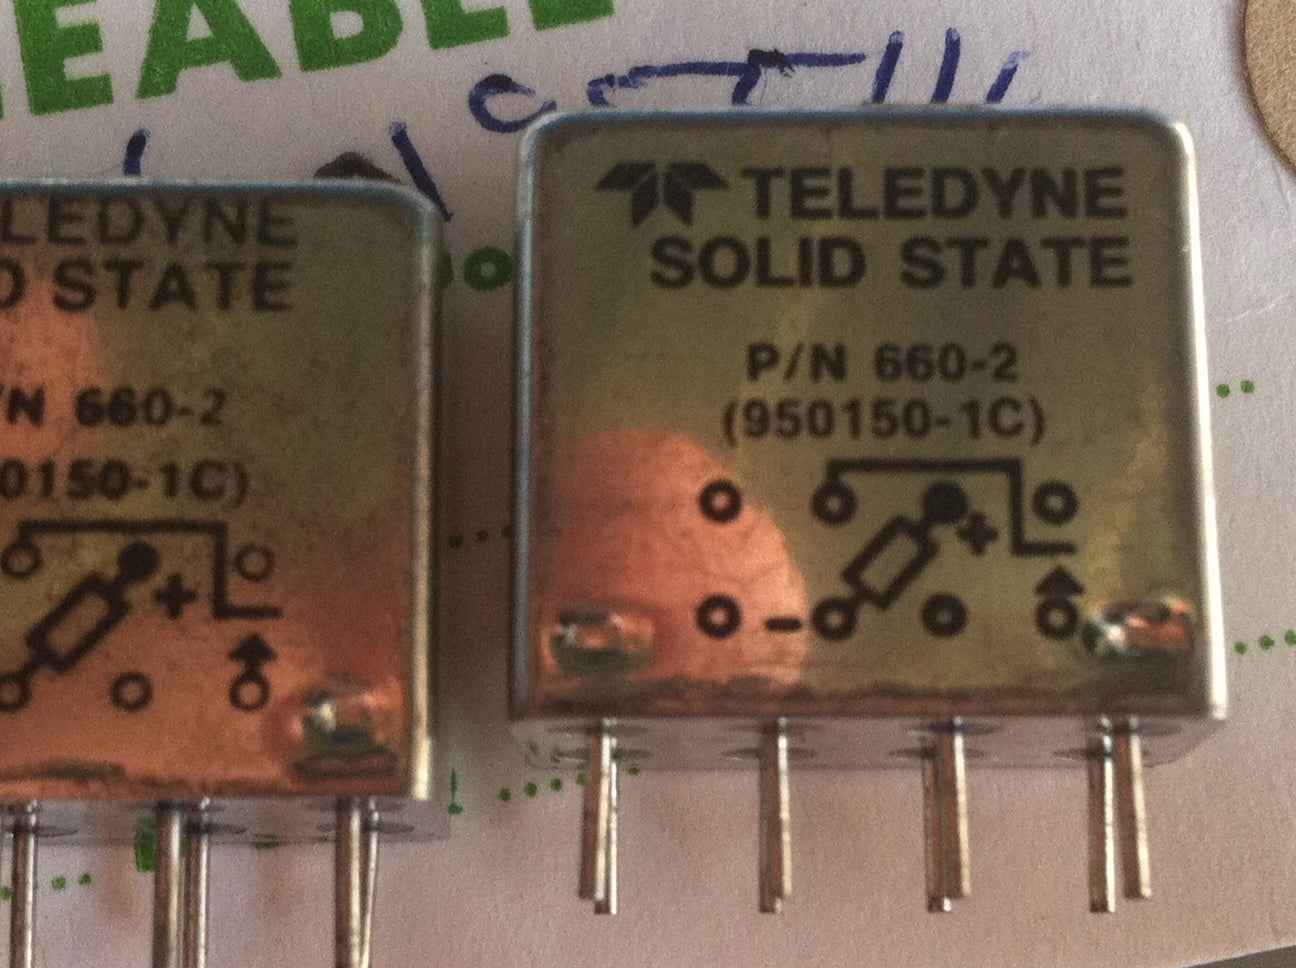 TELEDYNE
SOLID STATE
P/N 660-2
(950150-1C)
+
-
LEDYNE
STATE
660-2
0150-1C)
+